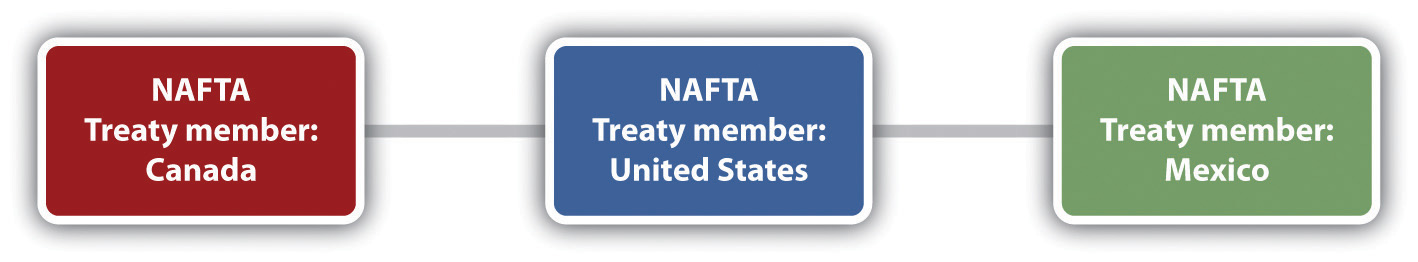 NAFTA
Treaty member:
Canada
NAFTA
Treaty member:
United States
NAFTA
Treaty member:
Mexico